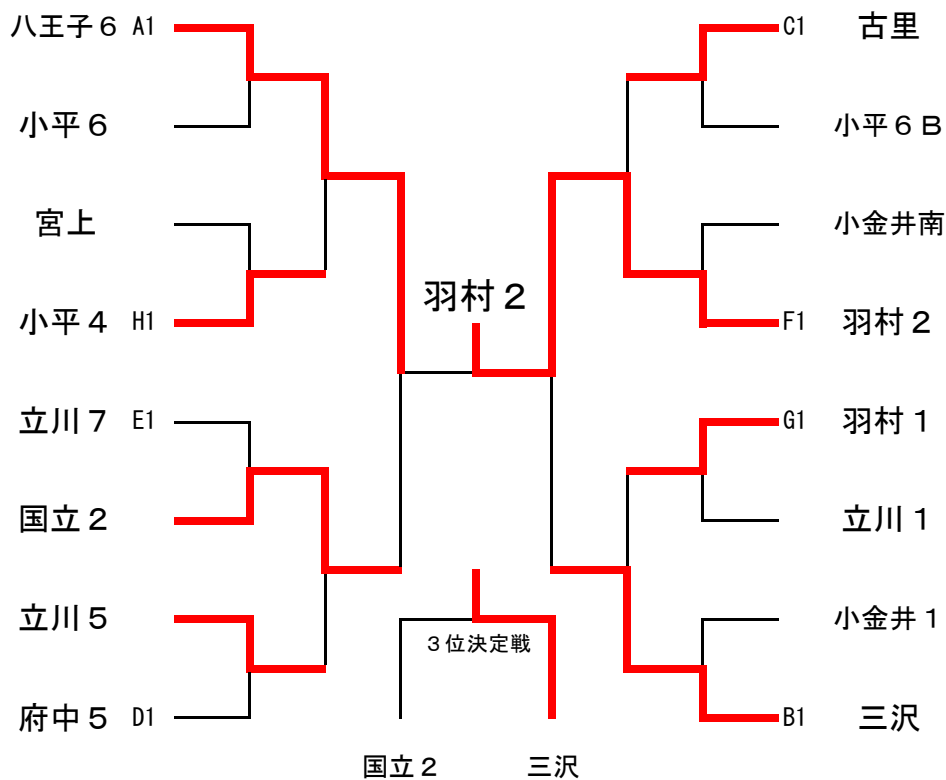 八王子６ A1
小平６
宮上
小平４ H1
立川７ E1
国立２
立川５
府中５ D1
羽村２
３位決定戦
国立２ 三沢
C1 古里
小平６Ｂ
小金井南
F1 羽村２
G1 羽村１
立川１
小金井１
B1 三沢